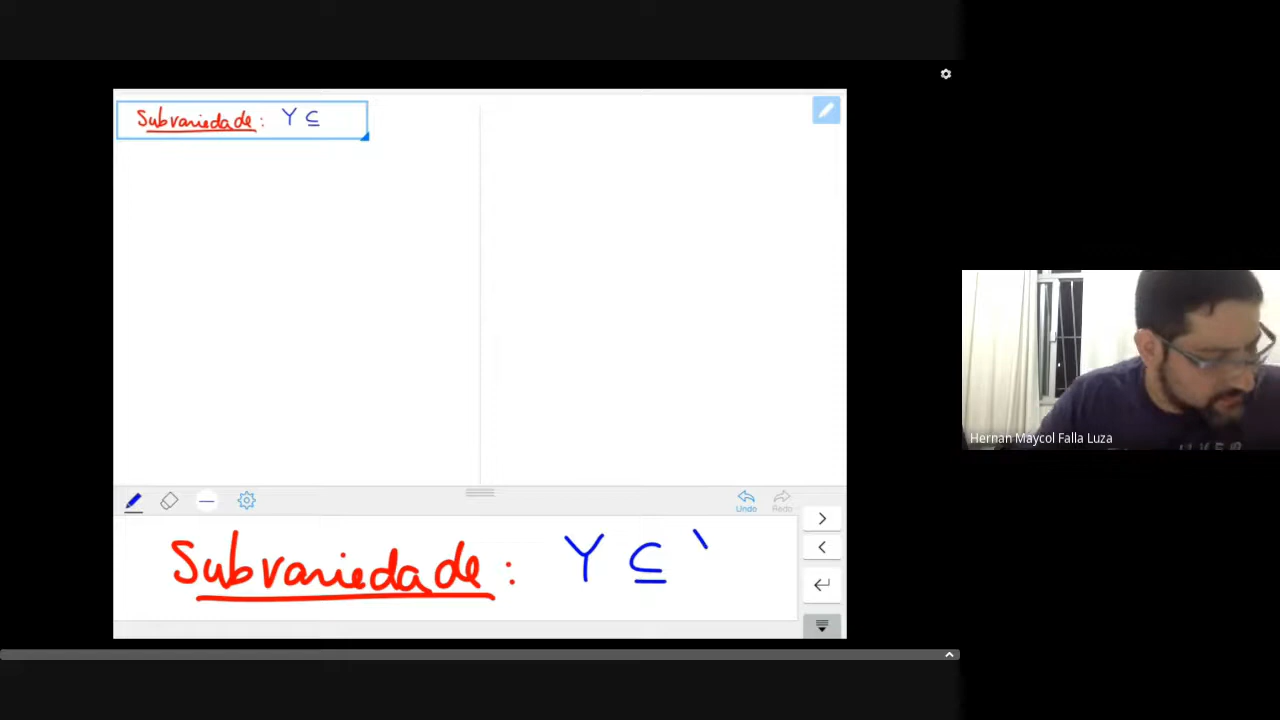 Subvariedade: Y ⊆
Undo Redo
Subvariedade: Y ⊆
Hernan Maycol Falla Luza